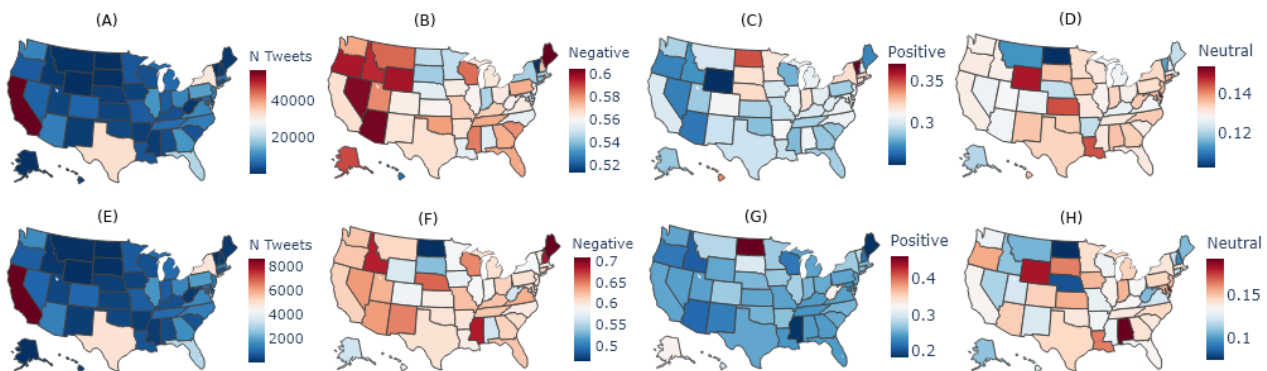 (A)
N Tweets
40000
20000
(B)
Negative
0.6
0.58
0.56
0.54
0.52
(C)
Positive
0.35
0.3
(D)
Neutral
0.14
0.12
(E)
N Tweets
8000
6000
4000
2000
(F)
Negative
0.7
0.65
0.6
0.55
0.5
(G)
Positive
0.4
0.3
0.2
(H)
Neutral
0.15
0.1